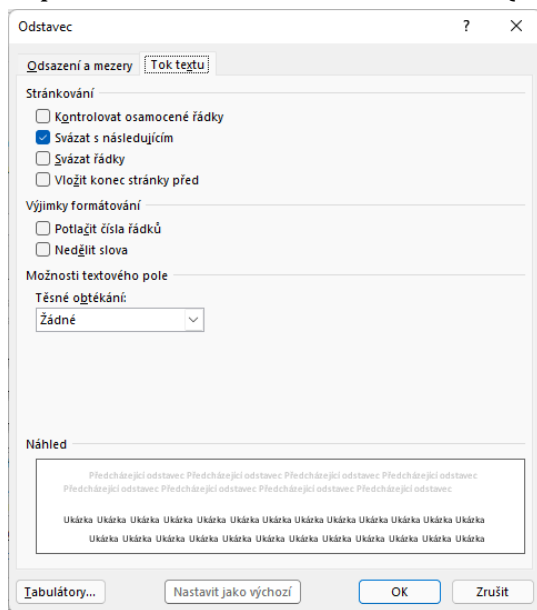 Odstavec ? ✕
Odsazení a mezery Tok textu
Stránkování
Kontrolovat osamocené řádky
Svázat s následujícím
Svázat řádky
Vložit konec stránky před
Výjimky formátování
Potlačit čísla řádků
Nedělit slova
Možnosti textového pole
Těsné obtékání:
Žádné
Náhled
Předcházející odstavec Předcházející odstavec Předcházející odstavec Předcházející odstavec
Předcházející odstavec Předcházející odstavec Předcházející odstavec Předcházející odstavec
Ukázka Ukázka Ukázka Ukázka Ukázka Ukázka Ukázka Ukázka Ukázka Ukázka Ukázka Ukázka Ukázka
Ukázka Ukázka Ukázka Ukázka Ukázka Ukázka Ukázka Ukázka Ukázka Ukázka Ukázka Ukázka
Tabulátory... Nastavit jako výchozí OK Zrušit